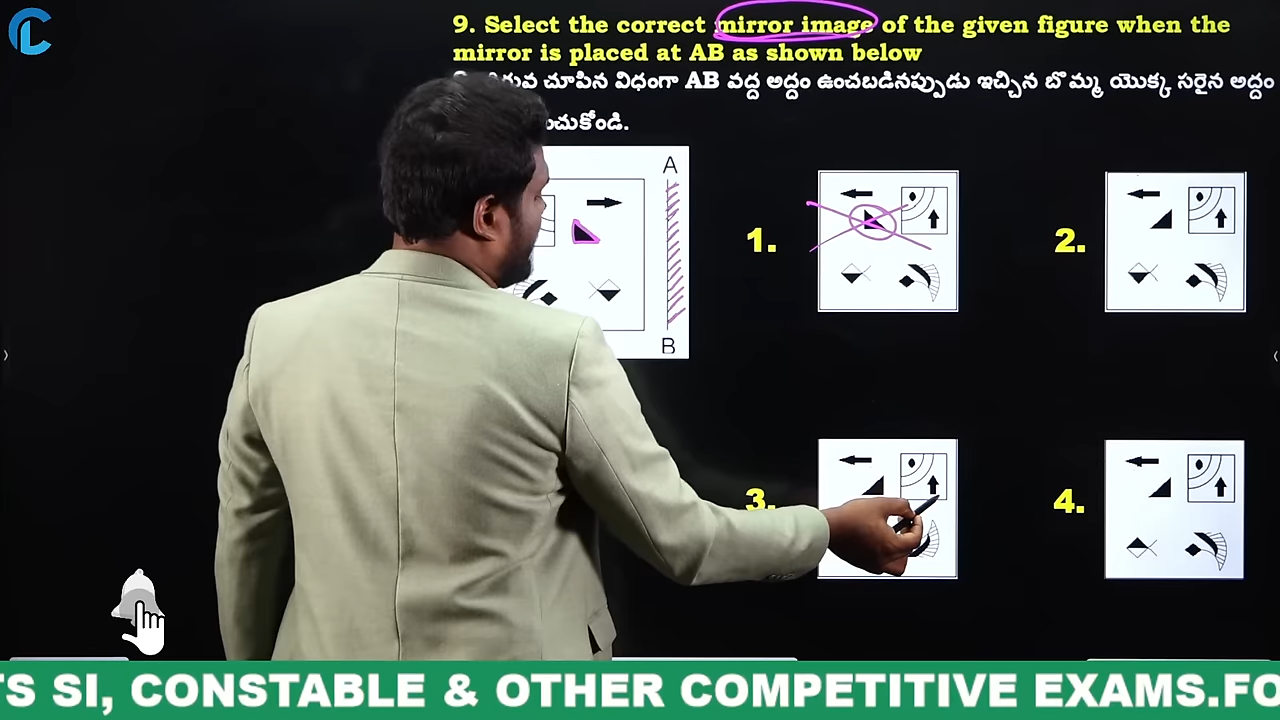 9. Select the correct mirror image of the given figure when the
mirror is placed at AB as shown below
చూపిన విధంగా AB వద్ద అద్దం ఉంచబడినప్పుడు ఇచ్చిన బొమ్మ యొక్క సరైన అద్దం
A
B
1.
2.
3.
4.
SI, CONSTABLE & OTHER COMPETITIVE EXAMS.